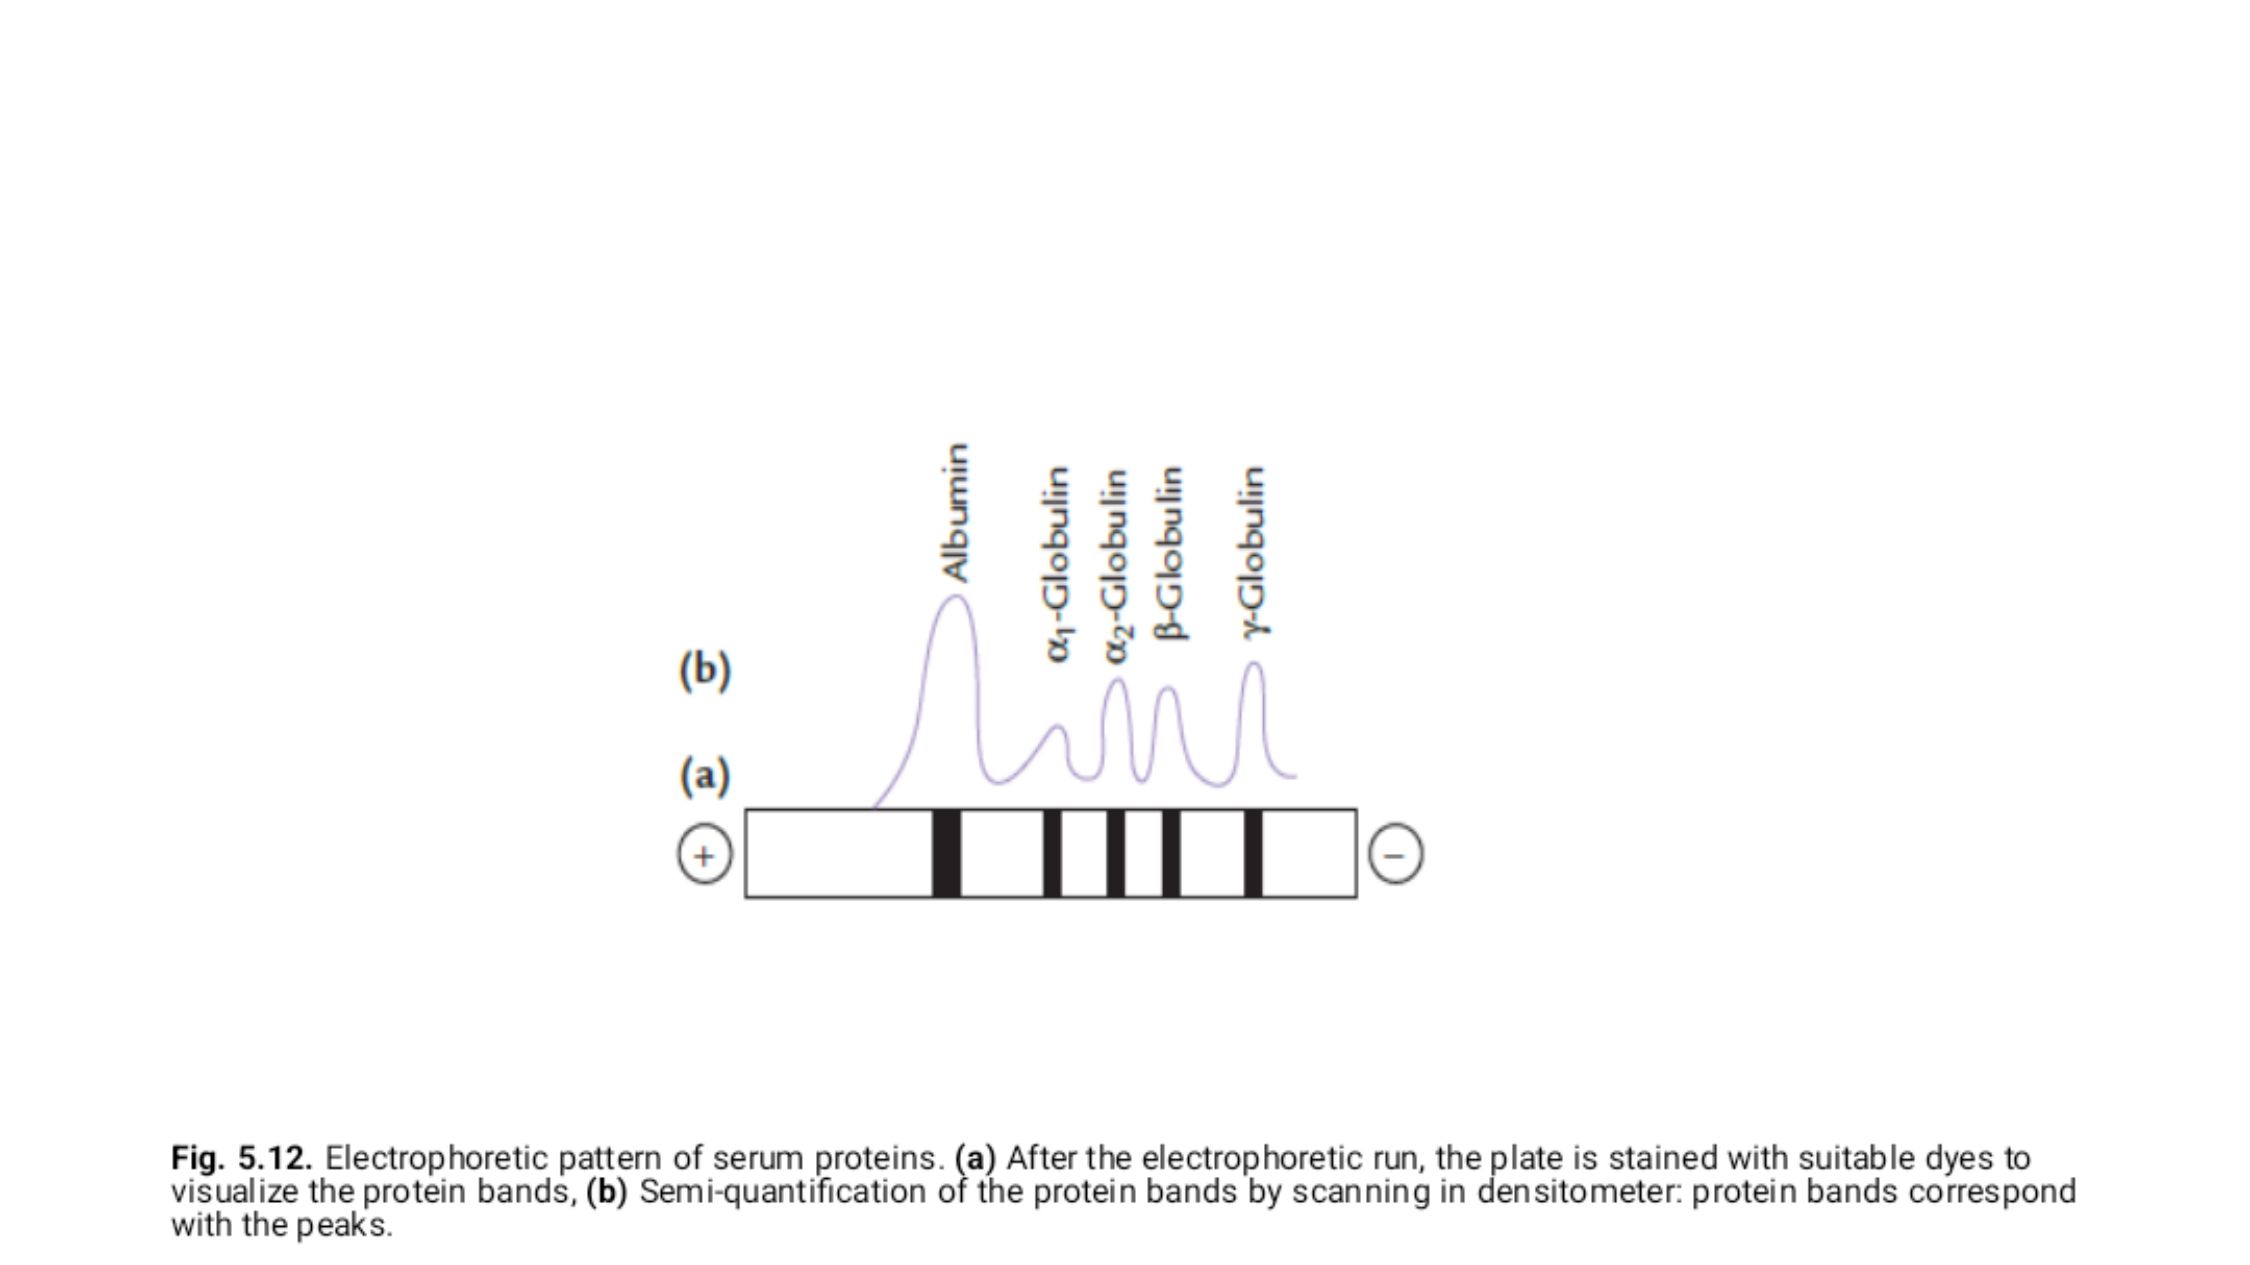 Albumin
α₁-Globulin
α₂-Globulin
β-Globulin
γ-Globulin
(b)
(a)
+
−
Fig. 5.12. Electrophoretic pattern of serum proteins. (a) After the electrophoretic run, the plate is stained with suitable dyes to
visualize the protein bands, (b) Semi-quantification of the protein bands by scanning in densitometer: protein bands correspond
with the peaks.